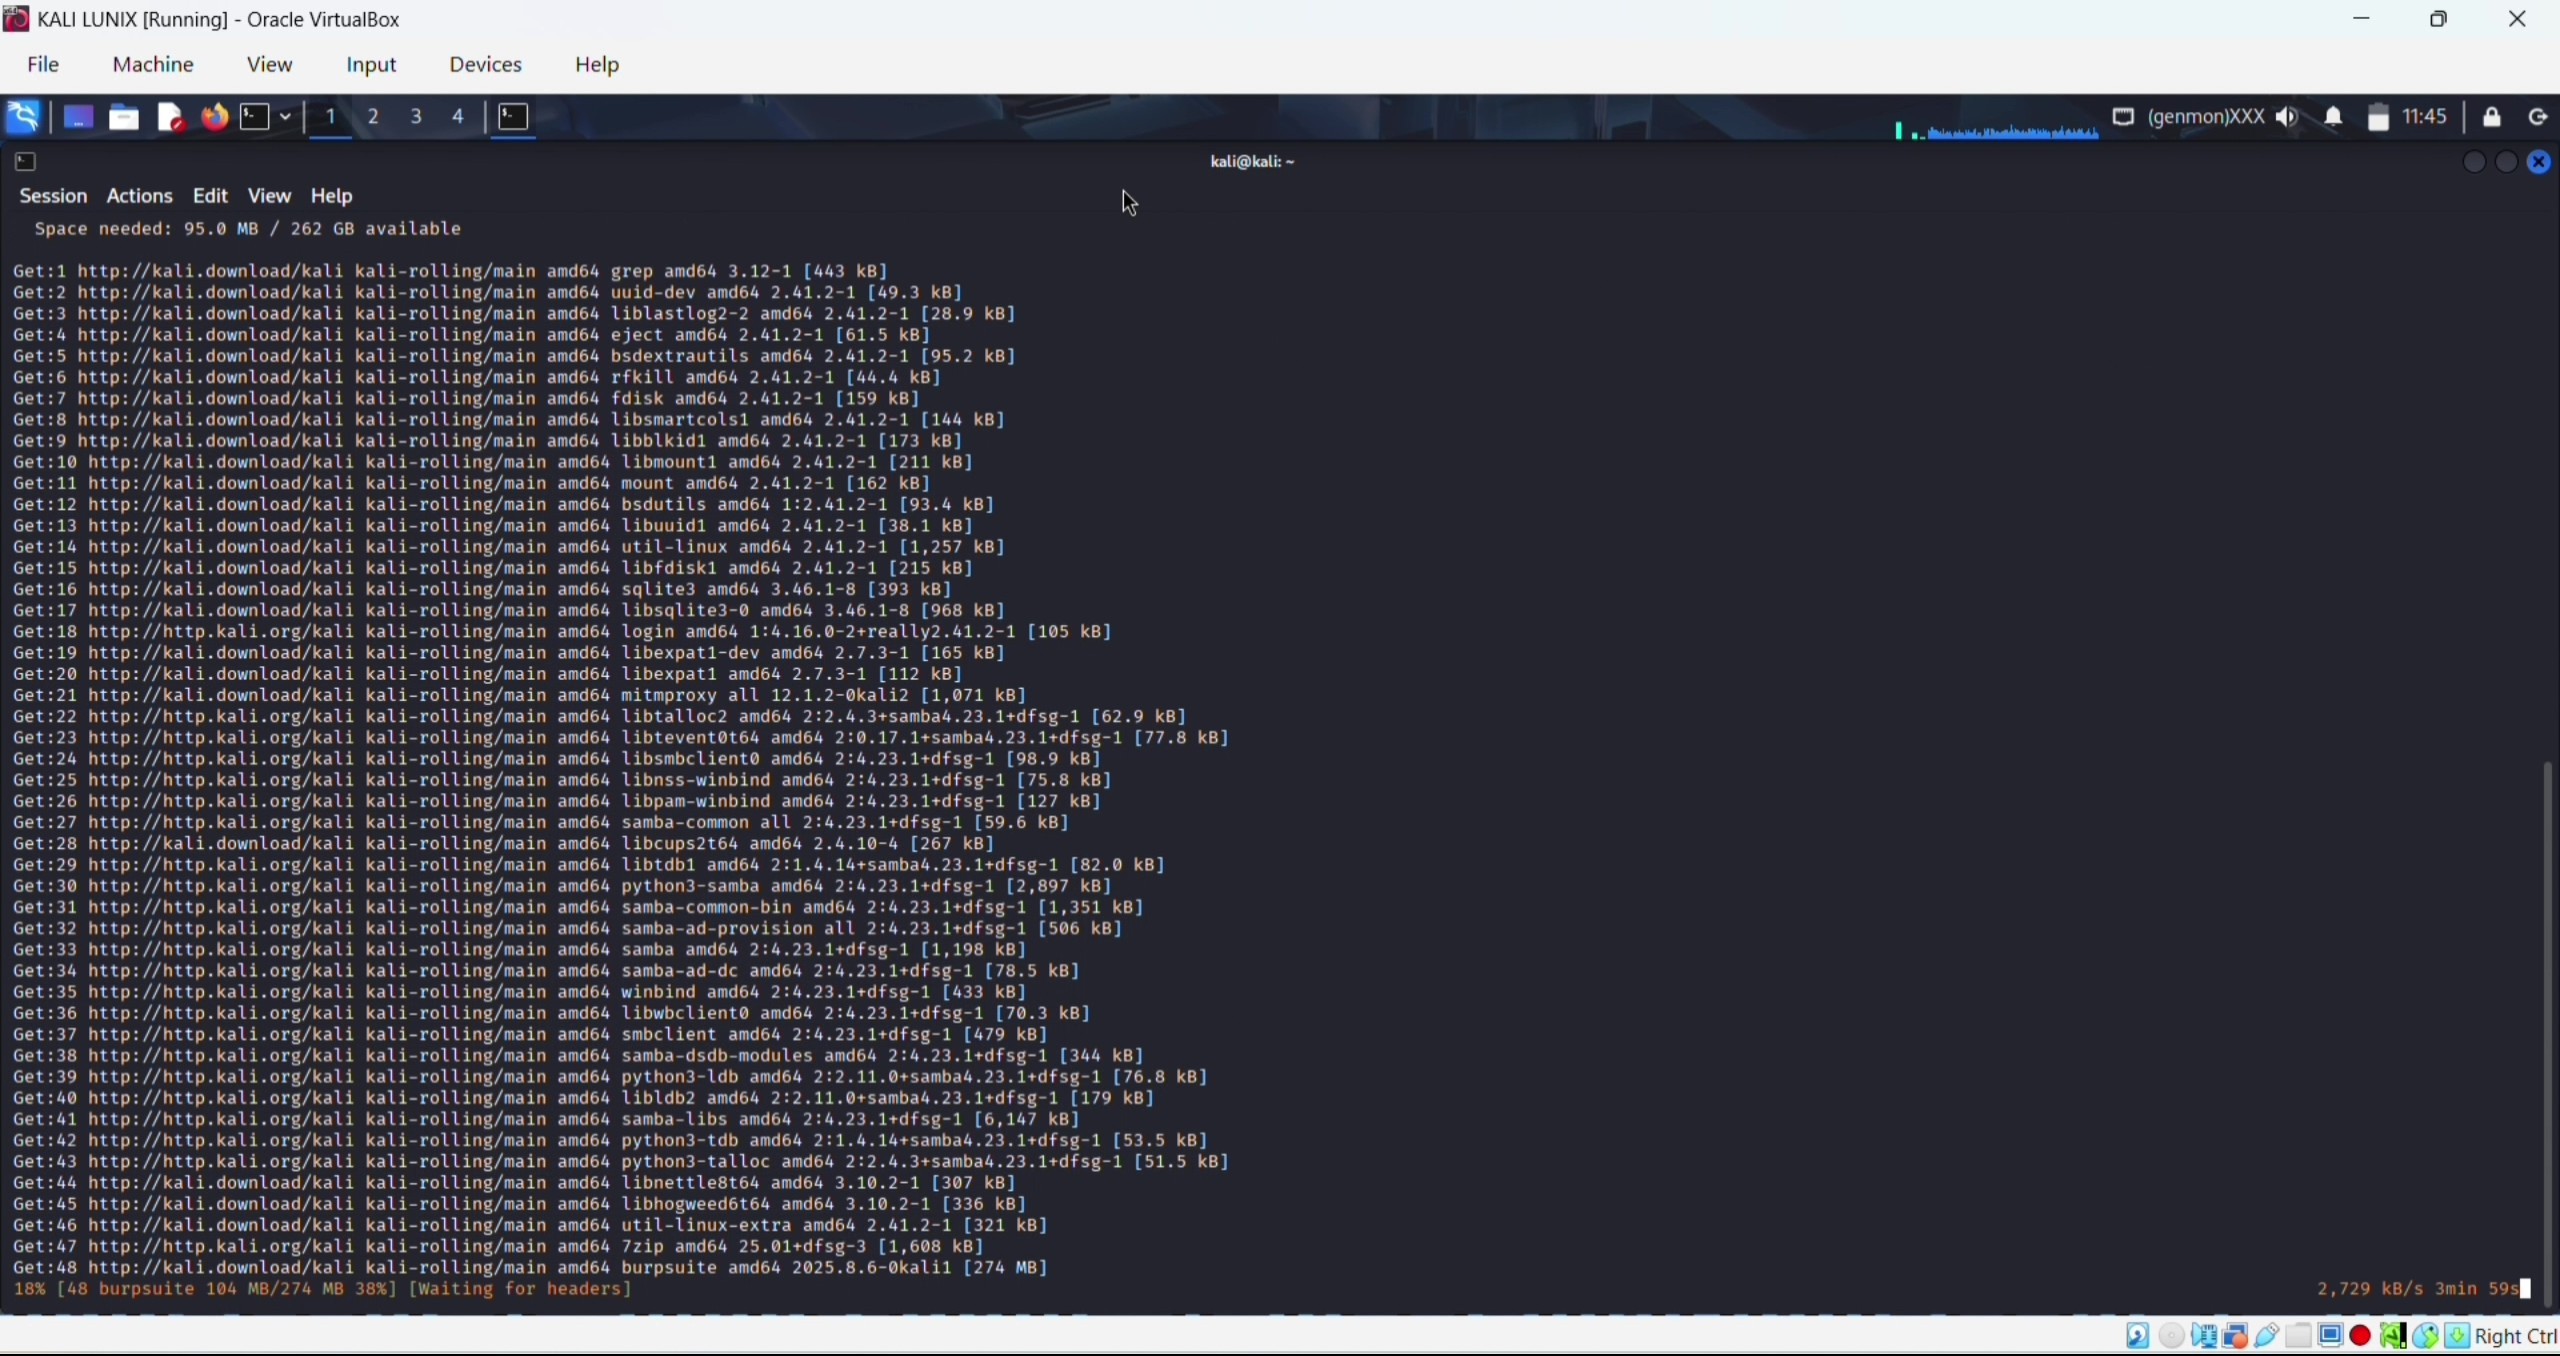 KALI LUNIX [Running] - Oracle VirtualBox
File Machine View Input Devices Help
1 2 3 4 (genmon)XXX 11:45
kali@kali: ~
Session Actions Edit View Help
Space needed: 95.0 MB / 262 GB available
Get:1 http://kali.download/kali kali-rolling/main amd64 grep amd64 3.12-1 [443 kB]
Get:2 http://kali.download/kali kali-rolling/main amd64 uuid-dev amd64 2.41.2-1 [49.3 kB]
Get:3 http://kali.download/kali kali-rolling/main amd64 liblastlog2-2 amd64 2.41.2-1 [28.9 kB]
Get:4 http://kali.download/kali kali-rolling/main amd64 eject amd64 2.41.2-1 [61.5 kB]
Get:5 http://kali.download/kali kali-rolling/main amd64 bsdextrautils amd64 2.41.2-1 [95.2 kB]
Get:6 http://kali.download/kali kali-rolling/main amd64 rfkill amd64 2.41.2-1 [44.4 kB]
Get:7 http://kali.download/kali kali-rolling/main amd64 fdisk amd64 2.41.2-1 [159 kB]
Get:8 http://kali.download/kali kali-rolling/main amd64 libsmartcols1 amd64 2.41.2-1 [144 kB]
Get:9 http://kali.download/kali kali-rolling/main amd64 libblkid1 amd64 2.41.2-1 [173 kB]
Get:10 http://kali.download/kali kali-rolling/main amd64 libmount1 amd64 2.41.2-1 [211 kB]
Get:11 http://kali.download/kali kali-rolling/main amd64 mount amd64 2.41.2-1 [162 kB]
Get:12 http://kali.download/kali kali-rolling/main amd64 bsdutils amd64 1:2.41.2-1 [93.4 kB]
Get:13 http://kali.download/kali kali-rolling/main amd64 libuuid1 amd64 2.41.2-1 [38.1 kB]
Get:14 http://kali.download/kali kali-rolling/main amd64 util-linux amd64 2.41.2-1 [1,257 kB]
Get:15 http://kali.download/kali kali-rolling/main amd64 libfdisk1 amd64 2.41.2-1 [215 kB]
Get:16 http://kali.download/kali kali-rolling/main amd64 sqlite3 amd64 3.46.1-8 [393 kB]
Get:17 http://kali.download/kali kali-rolling/main amd64 libsqlite3-0 amd64 3.46.1-8 [968 kB]
Get:18 http://http.kali.org/kali kali-rolling/main amd64 login amd64 1:4.16.0-2+really2.41.2-1 [105 kB]
Get:19 http://kali.download/kali kali-rolling/main amd64 libexpat1-dev amd64 2.7.3-1 [165 kB]
Get:20 http://kali.download/kali kali-rolling/main amd64 libexpat1 amd64 2.7.3-1 [112 kB]
Get:21 http://kali.download/kali kali-rolling/main amd64 mitmproxy all 12.1.2-0kali2 [1,071 kB]
Get:22 http://http.kali.org/kali kali-rolling/main amd64 libtalloc2 amd64 2:2.4.3+samba4.23.1+dfsg-1 [62.9 kB]
Get:23 http://http.kali.org/kali kali-rolling/main amd64 libtevent0t64 amd64 2:0.17.1+samba4.23.1+dfsg-1 [77.8 kB]
Get:24 http://http.kali.org/kali kali-rolling/main amd64 libsmbclient0 amd64 2:4.23.1+dfsg-1 [98.9 kB]
Get:25 http://http.kali.org/kali kali-rolling/main amd64 libnss-winbind amd64 2:4.23.1+dfsg-1 [75.8 kB]
Get:26 http://http.kali.org/kali kali-rolling/main amd64 libpam-winbind amd64 2:4.23.1+dfsg-1 [127 kB]
Get:27 http://http.kali.org/kali kali-rolling/main amd64 samba-common all 2:4.23.1+dfsg-1 [59.6 kB]
Get:28 http://kali.download/kali kali-rolling/main amd64 libcups2t64 amd64 2.4.10-4 [267 kB]
Get:29 http://http.kali.org/kali kali-rolling/main amd64 libtdb1 amd64 2:1.4.14+samba4.23.1+dfsg-1 [82.0 kB]
Get:30 http://http.kali.org/kali kali-rolling/main amd64 python3-samba amd64 2:4.23.1+dfsg-1 [2,897 kB]
Get:31 http://http.kali.org/kali kali-rolling/main amd64 samba-common-bin amd64 2:4.23.1+dfsg-1 [1,351 kB]
Get:32 http://http.kali.org/kali kali-rolling/main amd64 samba-ad-provision all 2:4.23.1+dfsg-1 [506 kB]
Get:33 http://http.kali.org/kali kali-rolling/main amd64 samba amd64 2:4.23.1+dfsg-1 [1,198 kB]
Get:34 http://http.kali.org/kali kali-rolling/main amd64 samba-ad-dc amd64 2:4.23.1+dfsg-1 [78.5 kB]
Get:35 http://http.kali.org/kali kali-rolling/main amd64 winbind amd64 2:4.23.1+dfsg-1 [433 kB]
Get:36 http://http.kali.org/kali kali-rolling/main amd64 libwbclient0 amd64 2:4.23.1+dfsg-1 [70.3 kB]
Get:37 http://http.kali.org/kali kali-rolling/main amd64 smbclient amd64 2:4.23.1+dfsg-1 [479 kB]
Get:38 http://http.kali.org/kali kali-rolling/main amd64 samba-dsdb-modules amd64 2:4.23.1+dfsg-1 [344 kB]
Get:39 http://http.kali.org/kali kali-rolling/main amd64 python3-ldb amd64 2:2.11.0+samba4.23.1+dfsg-1 [76.8 kB]
Get:40 http://http.kali.org/kali kali-rolling/main amd64 libldb2 amd64 2:2.11.0+samba4.23.1+dfsg-1 [179 kB]
Get:41 http://http.kali.org/kali kali-rolling/main amd64 samba-libs amd64 2:4.23.1+dfsg-1 [6,147 kB]
Get:42 http://http.kali.org/kali kali-rolling/main amd64 python3-tdb amd64 2:1.4.14+samba4.23.1+dfsg-1 [53.5 kB]
Get:43 http://http.kali.org/kali kali-rolling/main amd64 python3-talloc amd64 2:2.4.3+samba4.23.1+dfsg-1 [51.5 kB]
Get:44 http://kali.download/kali kali-rolling/main amd64 libnettle8t64 amd64 3.10.2-1 [307 kB]
Get:45 http://kali.download/kali kali-rolling/main amd64 libhogweed6t64 amd64 3.10.2-1 [336 kB]
Get:46 http://kali.download/kali kali-rolling/main amd64 util-linux-extra amd64 2.41.2-1 [321 kB]
Get:47 http://http.kali.org/kali kali-rolling/main amd64 7zip amd64 25.01+dfsg-3 [1,608 kB]
Get:48 http://kali.download/kali kali-rolling/main amd64 burpsuite amd64 2025.8.6-0kali1 [274 MB]
18% [48 burpsuite 104 MB/274 MB 38%] [Waiting for headers] 2,729 kB/s 3min 59s
Right Ctrl